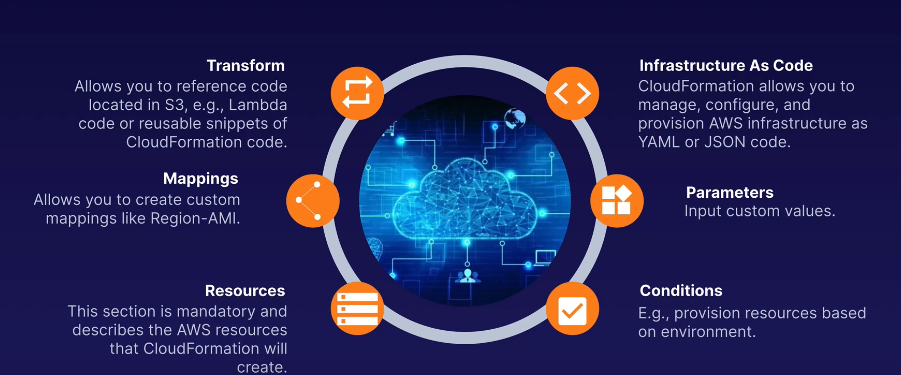 Transform
Allows you to reference code
located in S3, e.g., Lambda
code or reusable snippets of
CloudFormation code.
Mappings
Allows you to create custom
mappings like Region-AMI.
Resources
This section is mandatory and
describes the AWS resources
that CloudFormation will
create.
Infrastructure As Code
CloudFormation allows you to
manage, configure, and
provision AWS infrastructure as
YAML or JSON code.
Parameters
Input custom values.
Conditions
E.g., provision resources based
on environment.